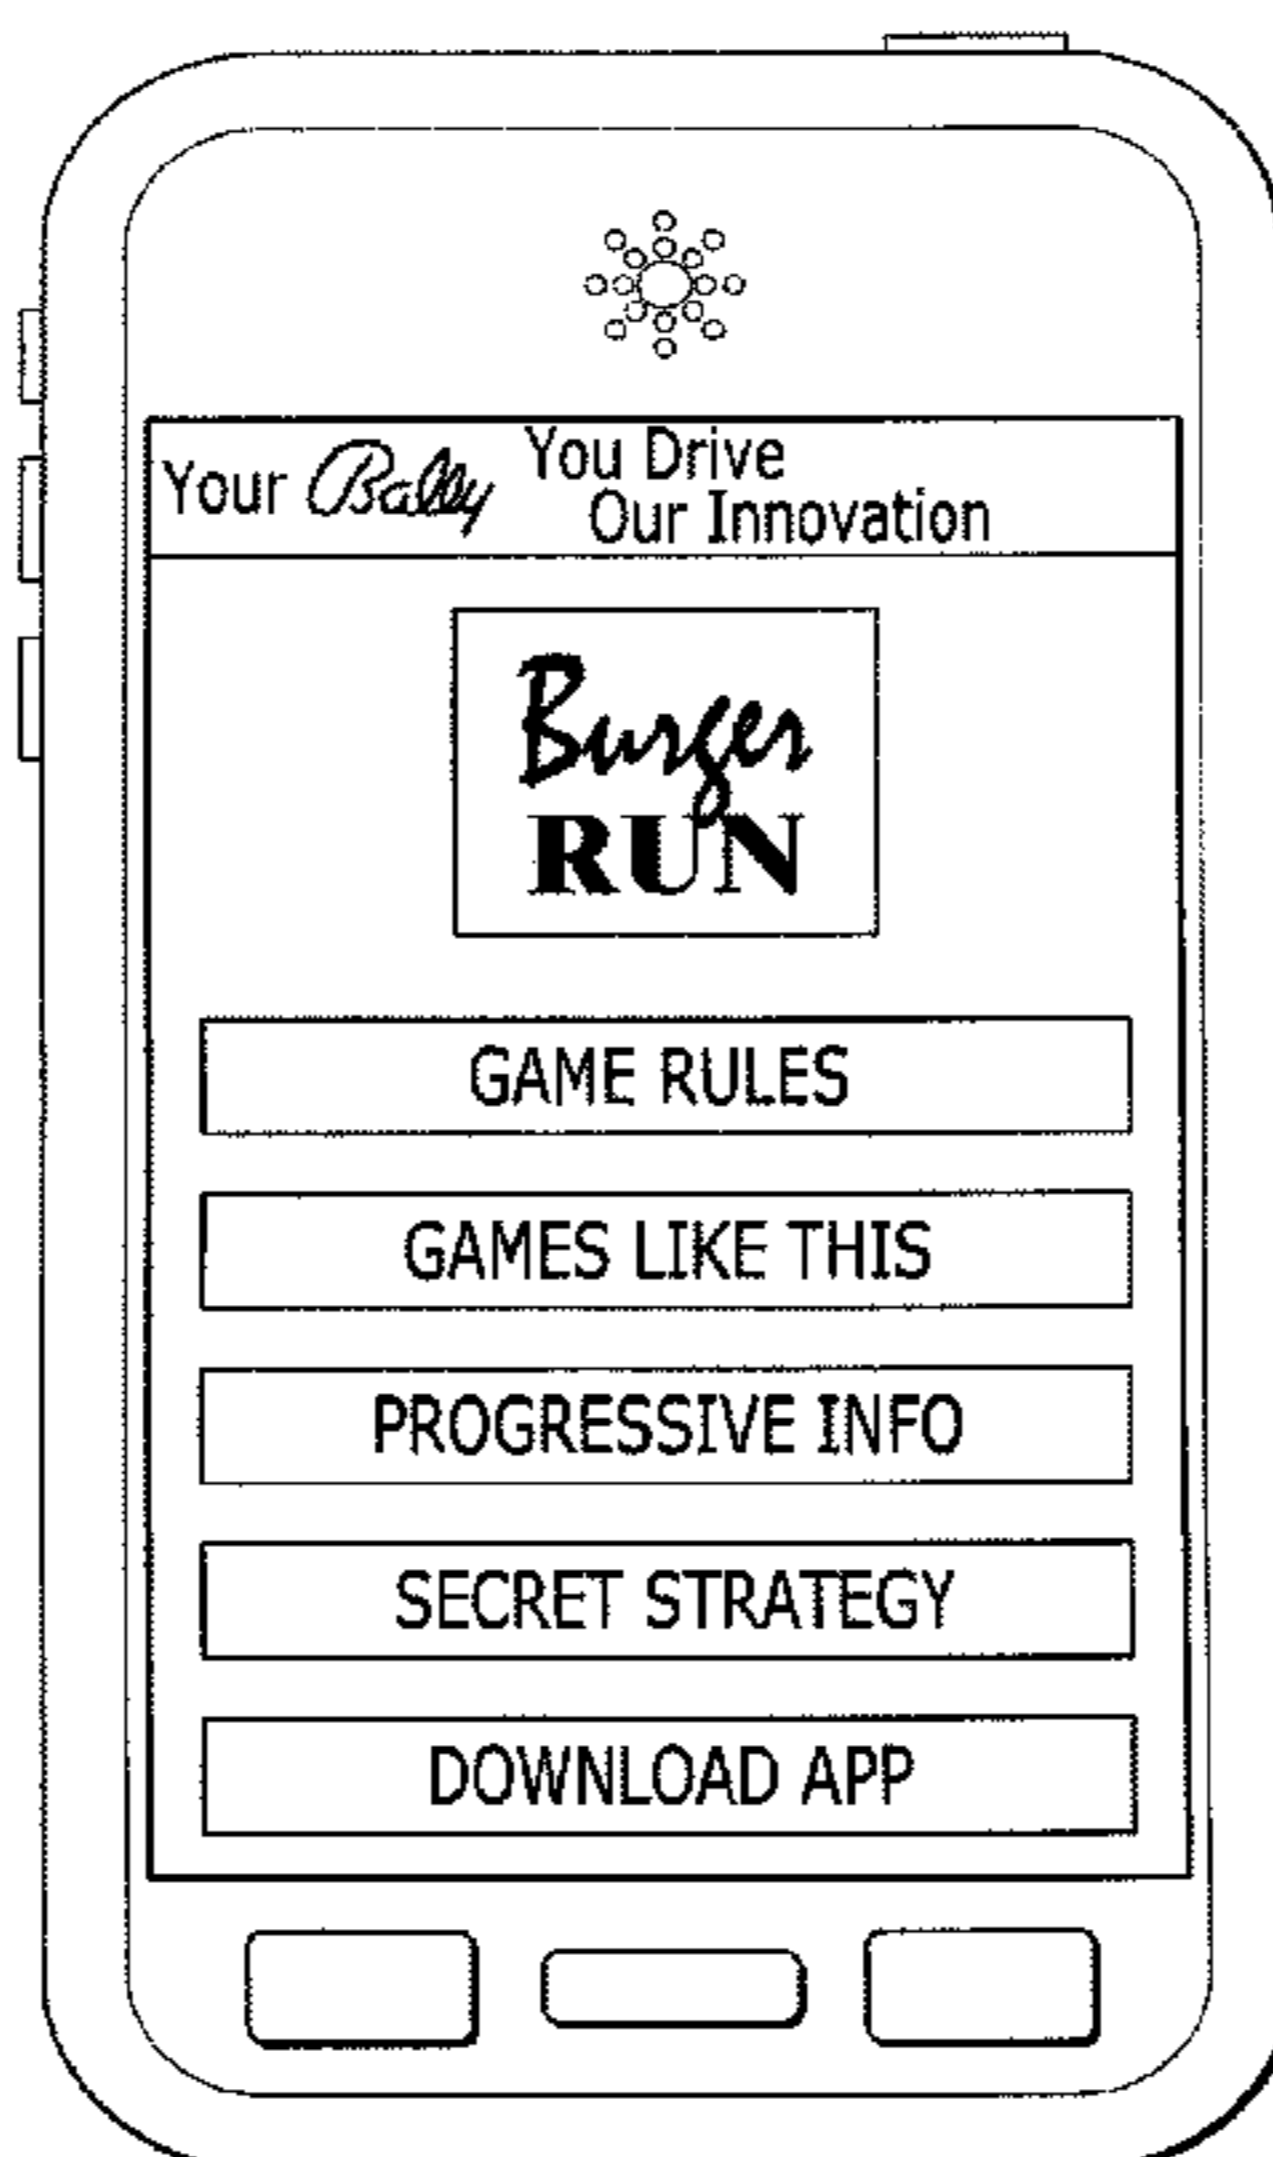 Your Bally You Drive
Our Innovation
Burger
RUN
GAME RULES
GAMES LIKE THIS
PROGRESSIVE INFO
SECRET STRATEGY
DOWNLOAD APP